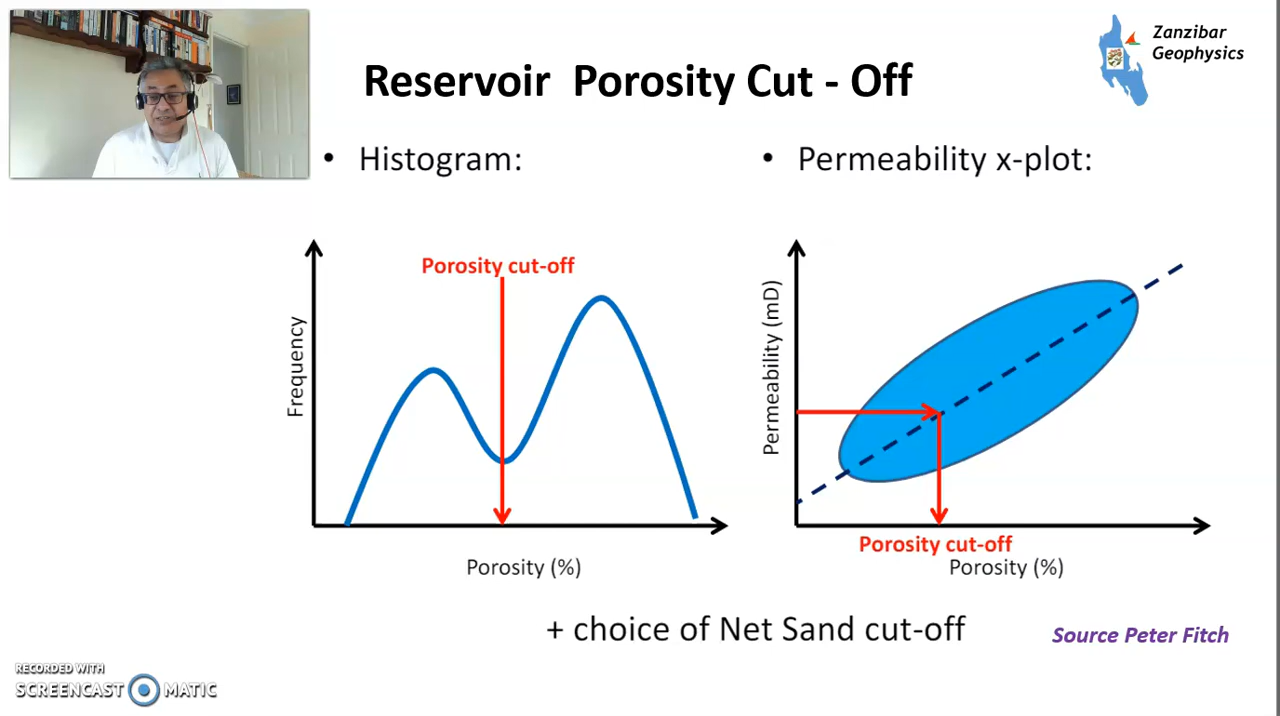 Zanzibar
Geophysics
Reservoir Porosity Cut - Off
• Histogram:
• Permeability x-plot:
Porosity cut-off
Frequency
Porosity (%)
Permeability (mD)
Porosity cut-off
Porosity (%)
+ choice of Net Sand cut-off
Source Peter Fitch
RECORDED WITH
SCREENCAST MATIC